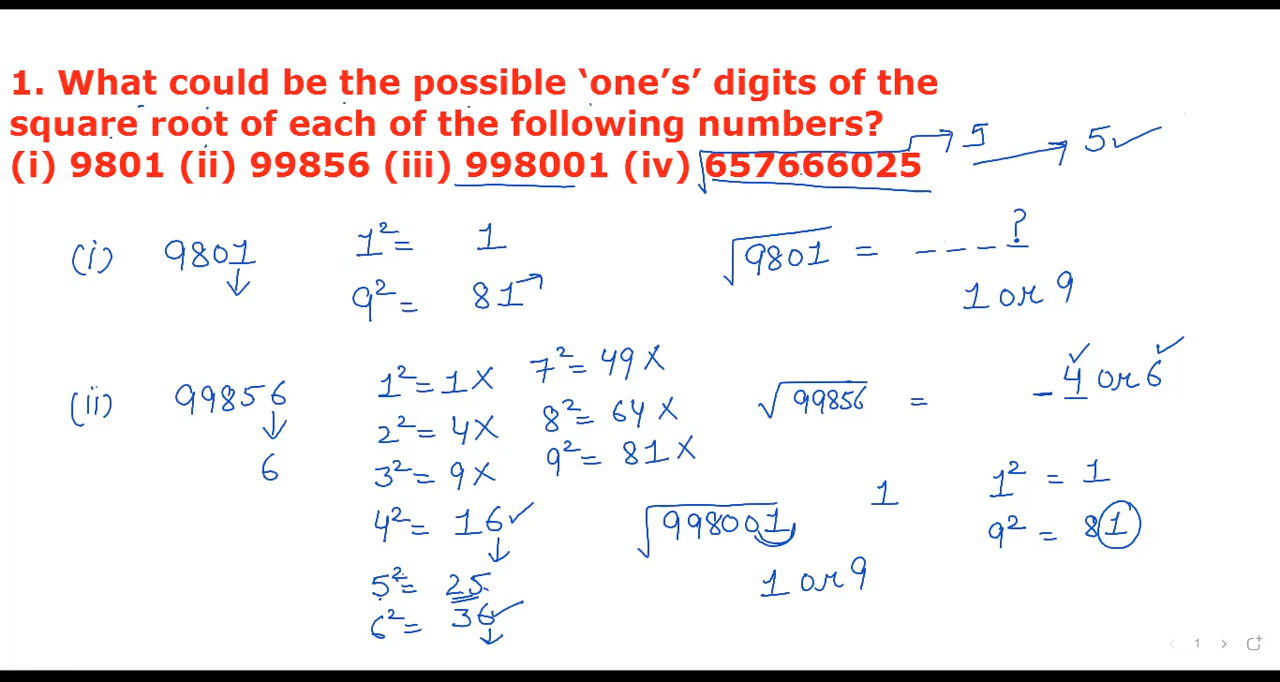 1. What could be the possible ‘one’s’ digits of the
square root of each of the following numbers?
(i) 9801 (ii) 99856 (iii) 998001 (iv) √657666025 → 5 → 5✓
(i) 9801 1² = 1 √9801 = – – – ?
↓ 9² = 81 1 or 9
(ii) 99856 1² = 1 × 7² = 49 × √99856 = – 4 or 6
↓ 2² = 4 × 8² = 64 ×
6 3² = 9 × 9² = 81 ×
4² = 16 ✓ √998001 1 1² = 1
5² = 25 1 or 9 9² = 81
6² = 36 ✓
1